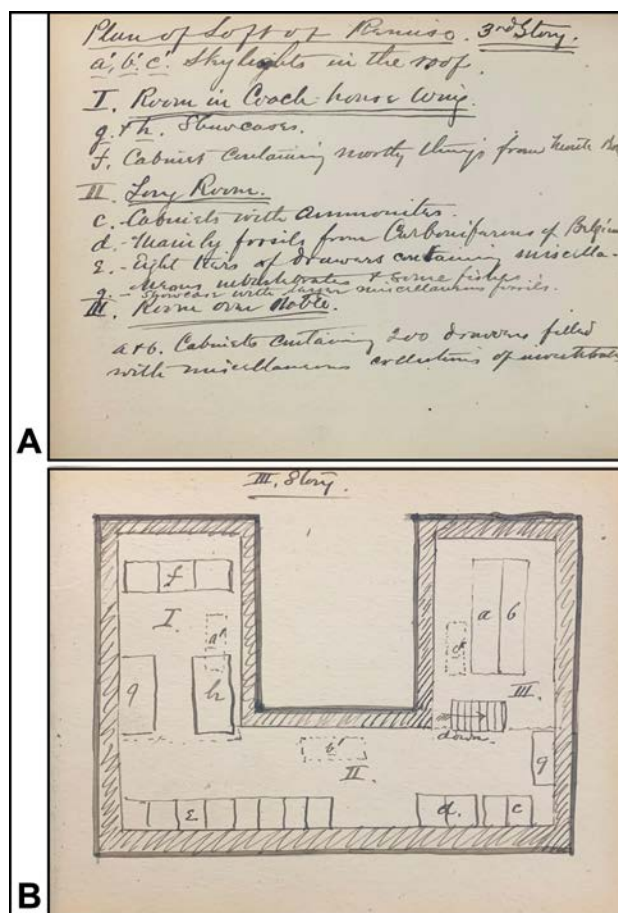 Plan of Loft of Remise. 3rd Story.
a', b', c'. Skylights in the roof.
I. Room in Coach-house Wing.
g. + h. Showcases.
f. Cabinet containing mostly things from Monte
II. Long Room.
c. - Cabinets with Ammonites.
d. - Mainly fossils from Carboniferous of Belgium
ε. - Eight tiers of drawers containing miscella-
neous invertebrates + some fishes.
g. - Showcase with larger miscellaneous fossils.
III. Room over Stable.
a + b. Cabinets containing 200 drawers filled
with miscellaneous collections of invertebrates
A
III. Story.
f
I.
a'
a b
c'
g
h
III.
down
b'
II.
g
ε.
d.
c
B